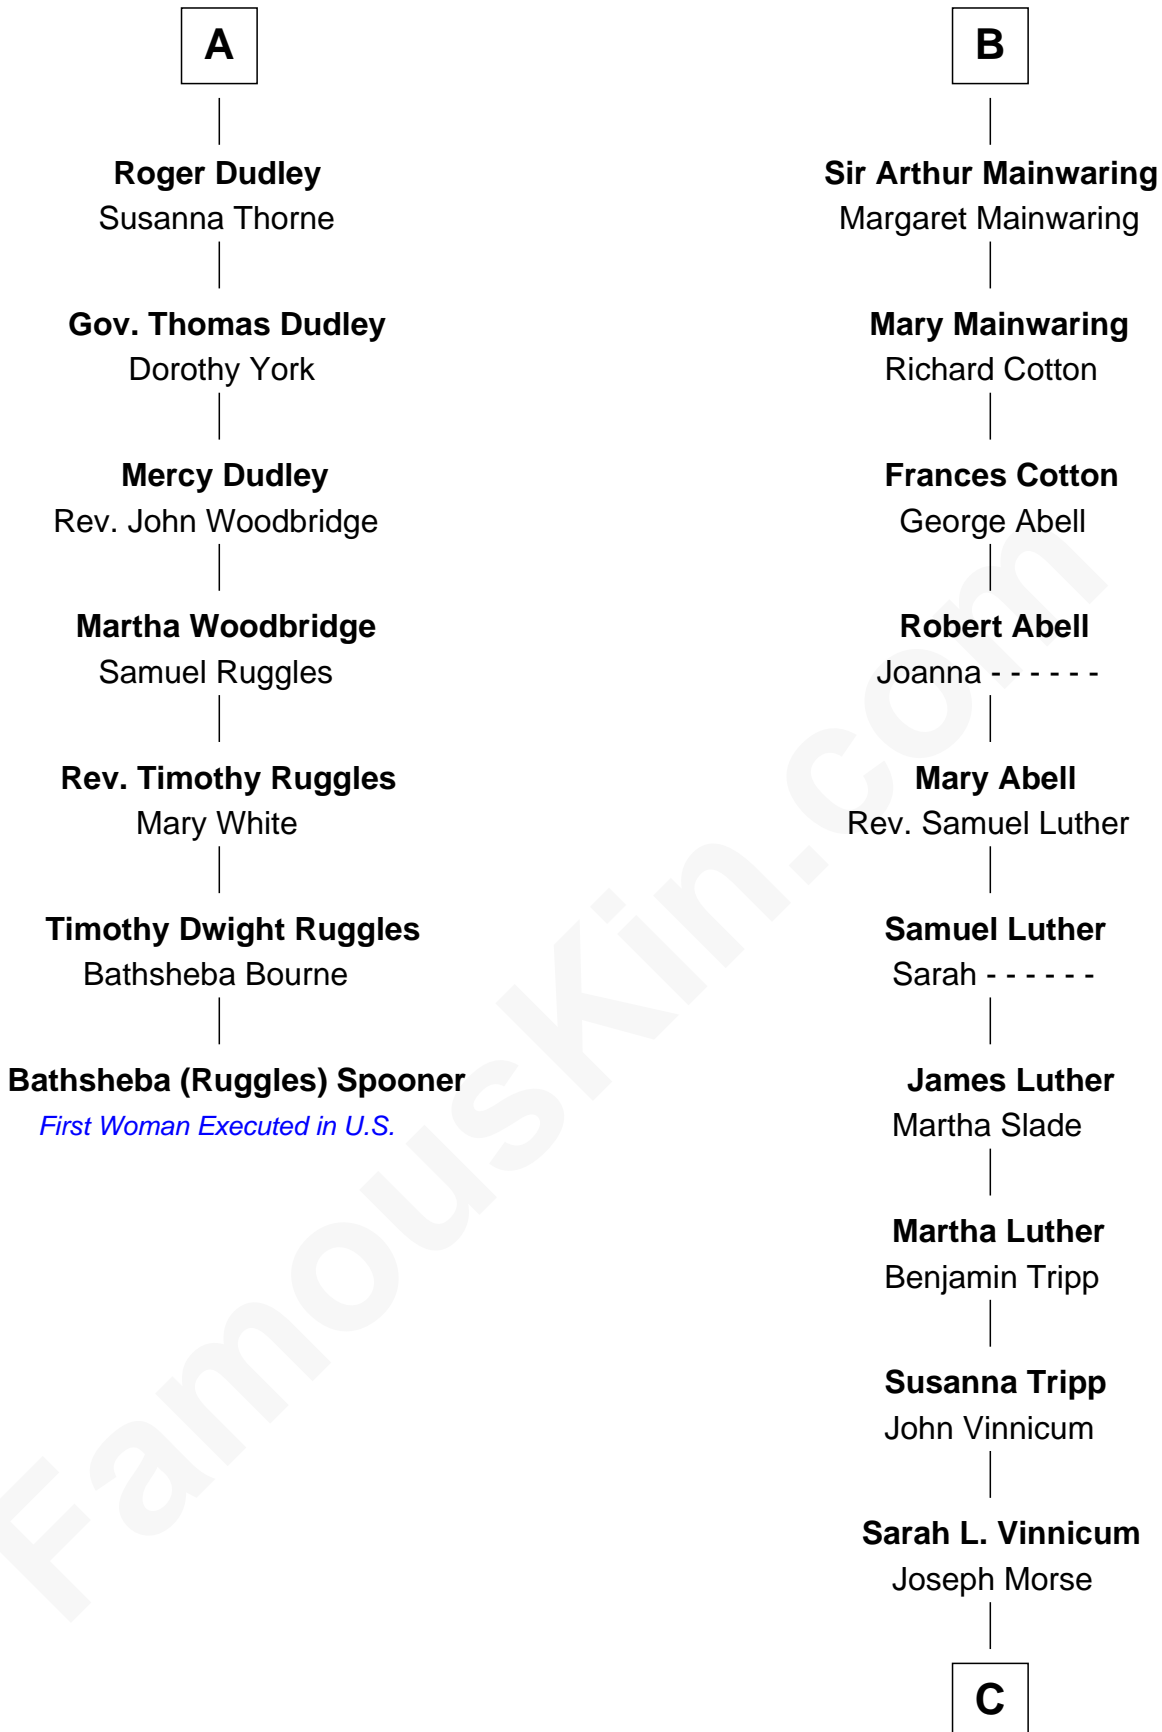 A
Roger Dudley
Susanna Thorne
Gov. Thomas Dudley
Dorothy York
Mercy Dudley
Rev. John Woodbridge
Martha Woodbridge
Samuel Ruggles
Rev. Timothy Ruggles
Mary White
Timothy Dwight Ruggles
Bathsheba Bourne
Bathsheba (Ruggles) Spooner
First Woman Executed in U.S.
B
Sir Arthur Mainwaring
Margaret Mainwaring
Mary Mainwaring
Richard Cotton
Frances Cotton
George Abell
Robert Abell
Joanna - - - - - -
Mary Abell
Rev. Samuel Luther
Samuel Luther
Sarah - - - - - -
James Luther
Martha Slade
Martha Luther
Benjamin Tripp
Susanna Tripp
John Vinnicum
Sarah L. Vinnicum
Joseph Morse
C
FamousKin.com